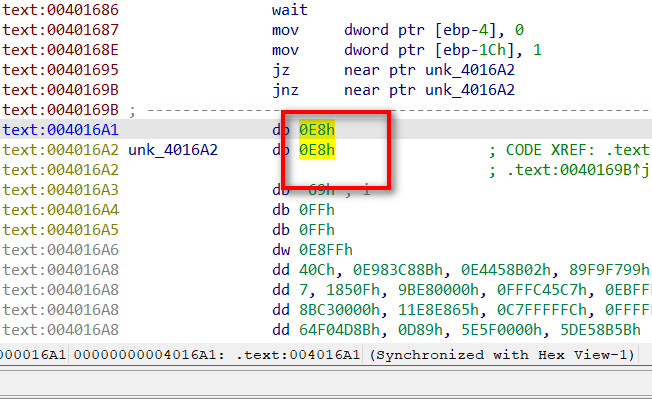 text:00401686 wait
text:00401687 mov dword ptr [ebp-4], 0
text:0040168E mov dword ptr [ebp-1Ch], 1
text:00401695 jz near ptr unk_4016A2
text:0040169B jnz near ptr unk_4016A2
text:0040169B ; ---------------------------------------------------
text:004016A1 db 0E8h
text:004016A2 unk_4016A2 db 0E8h ; CODE XREF: .text
text:004016A2 ; .text:0040169B↑j
text:004016A3 db 69h ; i
text:004016A4 db 0FFh
text:004016A5 db 0FFh
text:004016A6 dw 0E8FFh
text:004016A8 dd 40Ch, 0E983C88Bh, 0E4458B02h, 89F9F799h
text:004016A8 dd 7, 1850Fh, 9BE80000h, 0FFFC45C7h, 0EBFFF
text:004016A8 dd 8BC30000h, 11E8E865h, 0C7FFFFFCh, 0FFFFF
text:004016A8 dd 64F04D8Bh, 0D89h, 5E5F0000h, 5DE58B5Bh
000016A1 00000000004016A1: .text:004016A1 (Synchronized with Hex View-1)